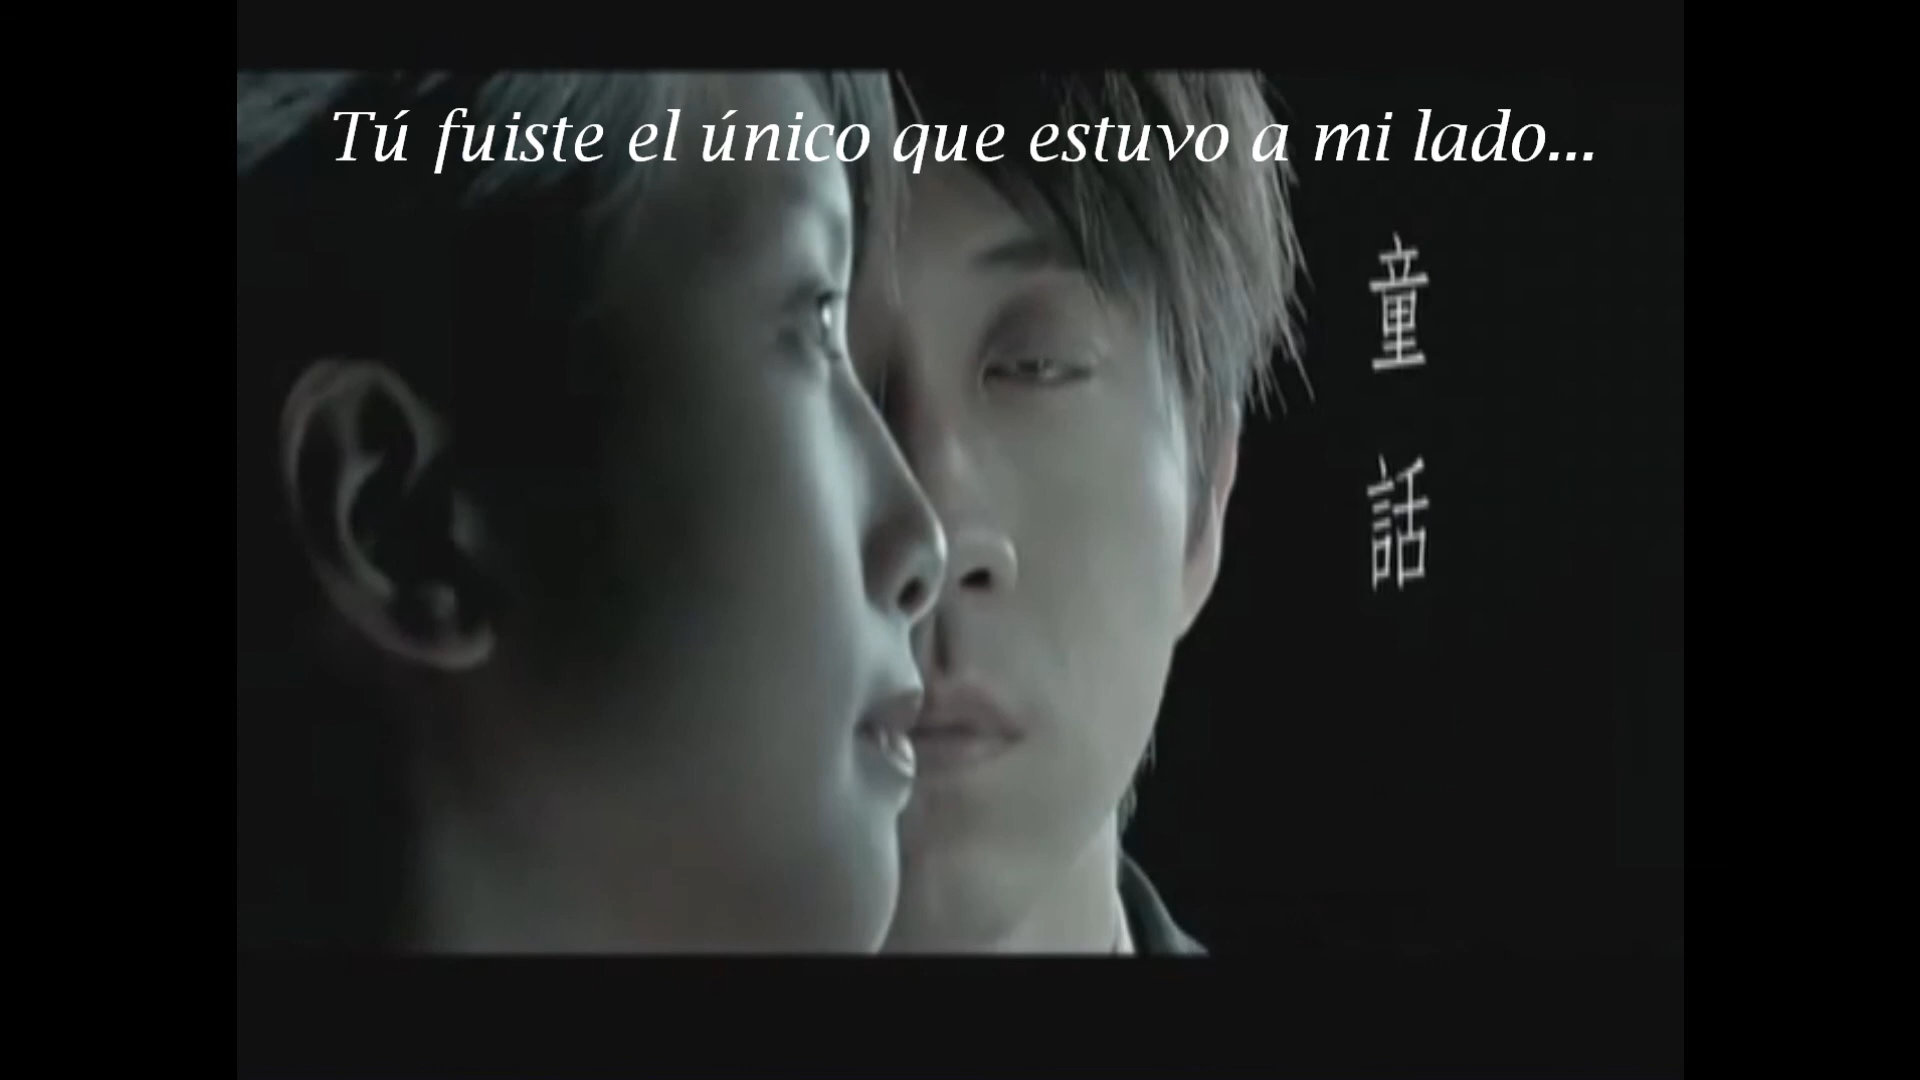 Tú fuiste el único que estuvo a mi lado...
童話